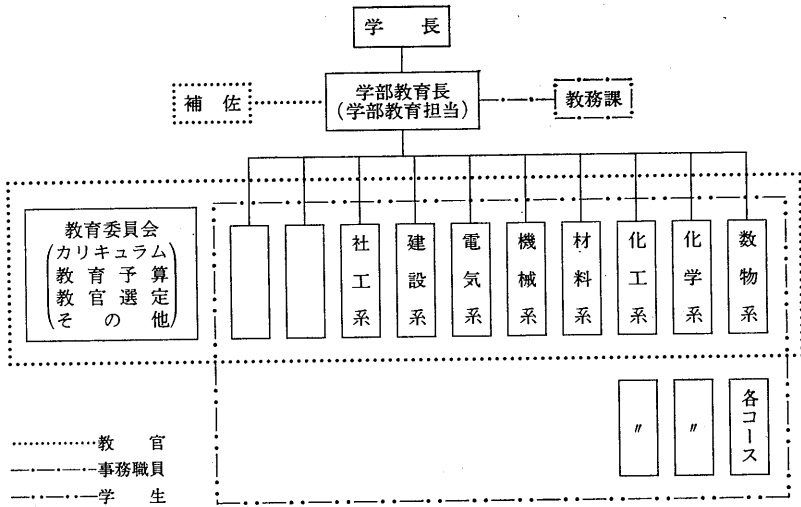 学長
補佐
学部教育長
(学部教育担当)
教務課
教育委員会
(カリキュラム
教育予算
教官選定
その他)
社工系
建設系
電気系
機械系
材料系
化工系
化学系
数物系
〃
〃
各コース
教官
事務職員
学生